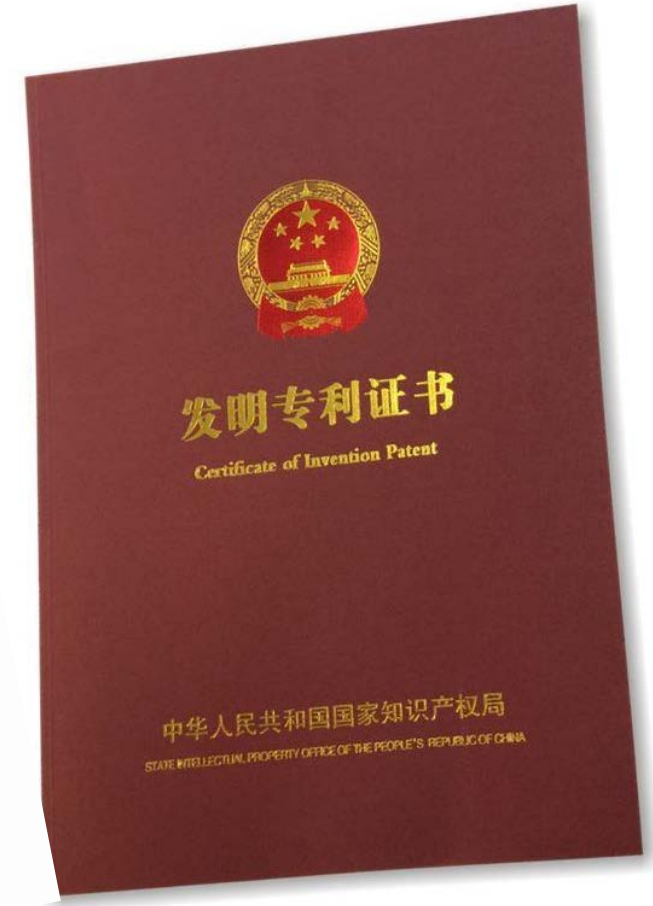 发明专利证书
Certificate of Invention Patent
中华人民共和国国家知识产权局
STATE INTELLECTUAL PROPERTY OFFICE OF THE PEOPLE'S REPUBLIC OF CHINA